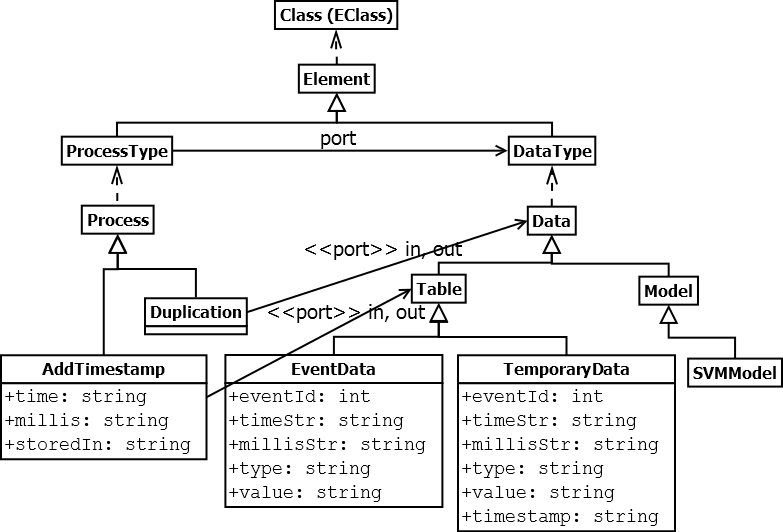 Class (EClass)
Element
ProcessType
port
DataType
Process
Data
<<port>> in, out
Table
Model
Duplication
<<port>> in, out
AddTimestamp
+time: string
+millis: string
+storedIn: string
EventData
+eventId: int
+timeStr: string
+millisStr: string
+type: string
+value: string
TemporaryData
+eventId: int
+timeStr: string
+millisStr: string
+type: string
+value: string
+timestamp: string
SVMModel